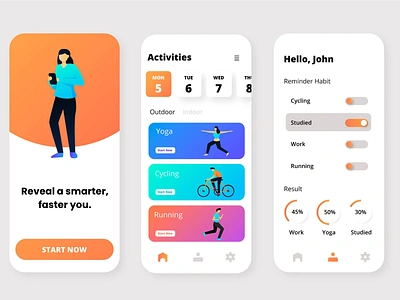 Reveal a smarter,
faster you.
START NOW
Activities
MON TUE WED THU
5 6 7 8
Outdoor Indoor
Yoga
Start Now
Cycling
Start Now
Running
Start Now
Hello, John
Reminder Habit
Cycling
Studied
Work
Running
Result
45% 50% 30%
Work Yoga Studied